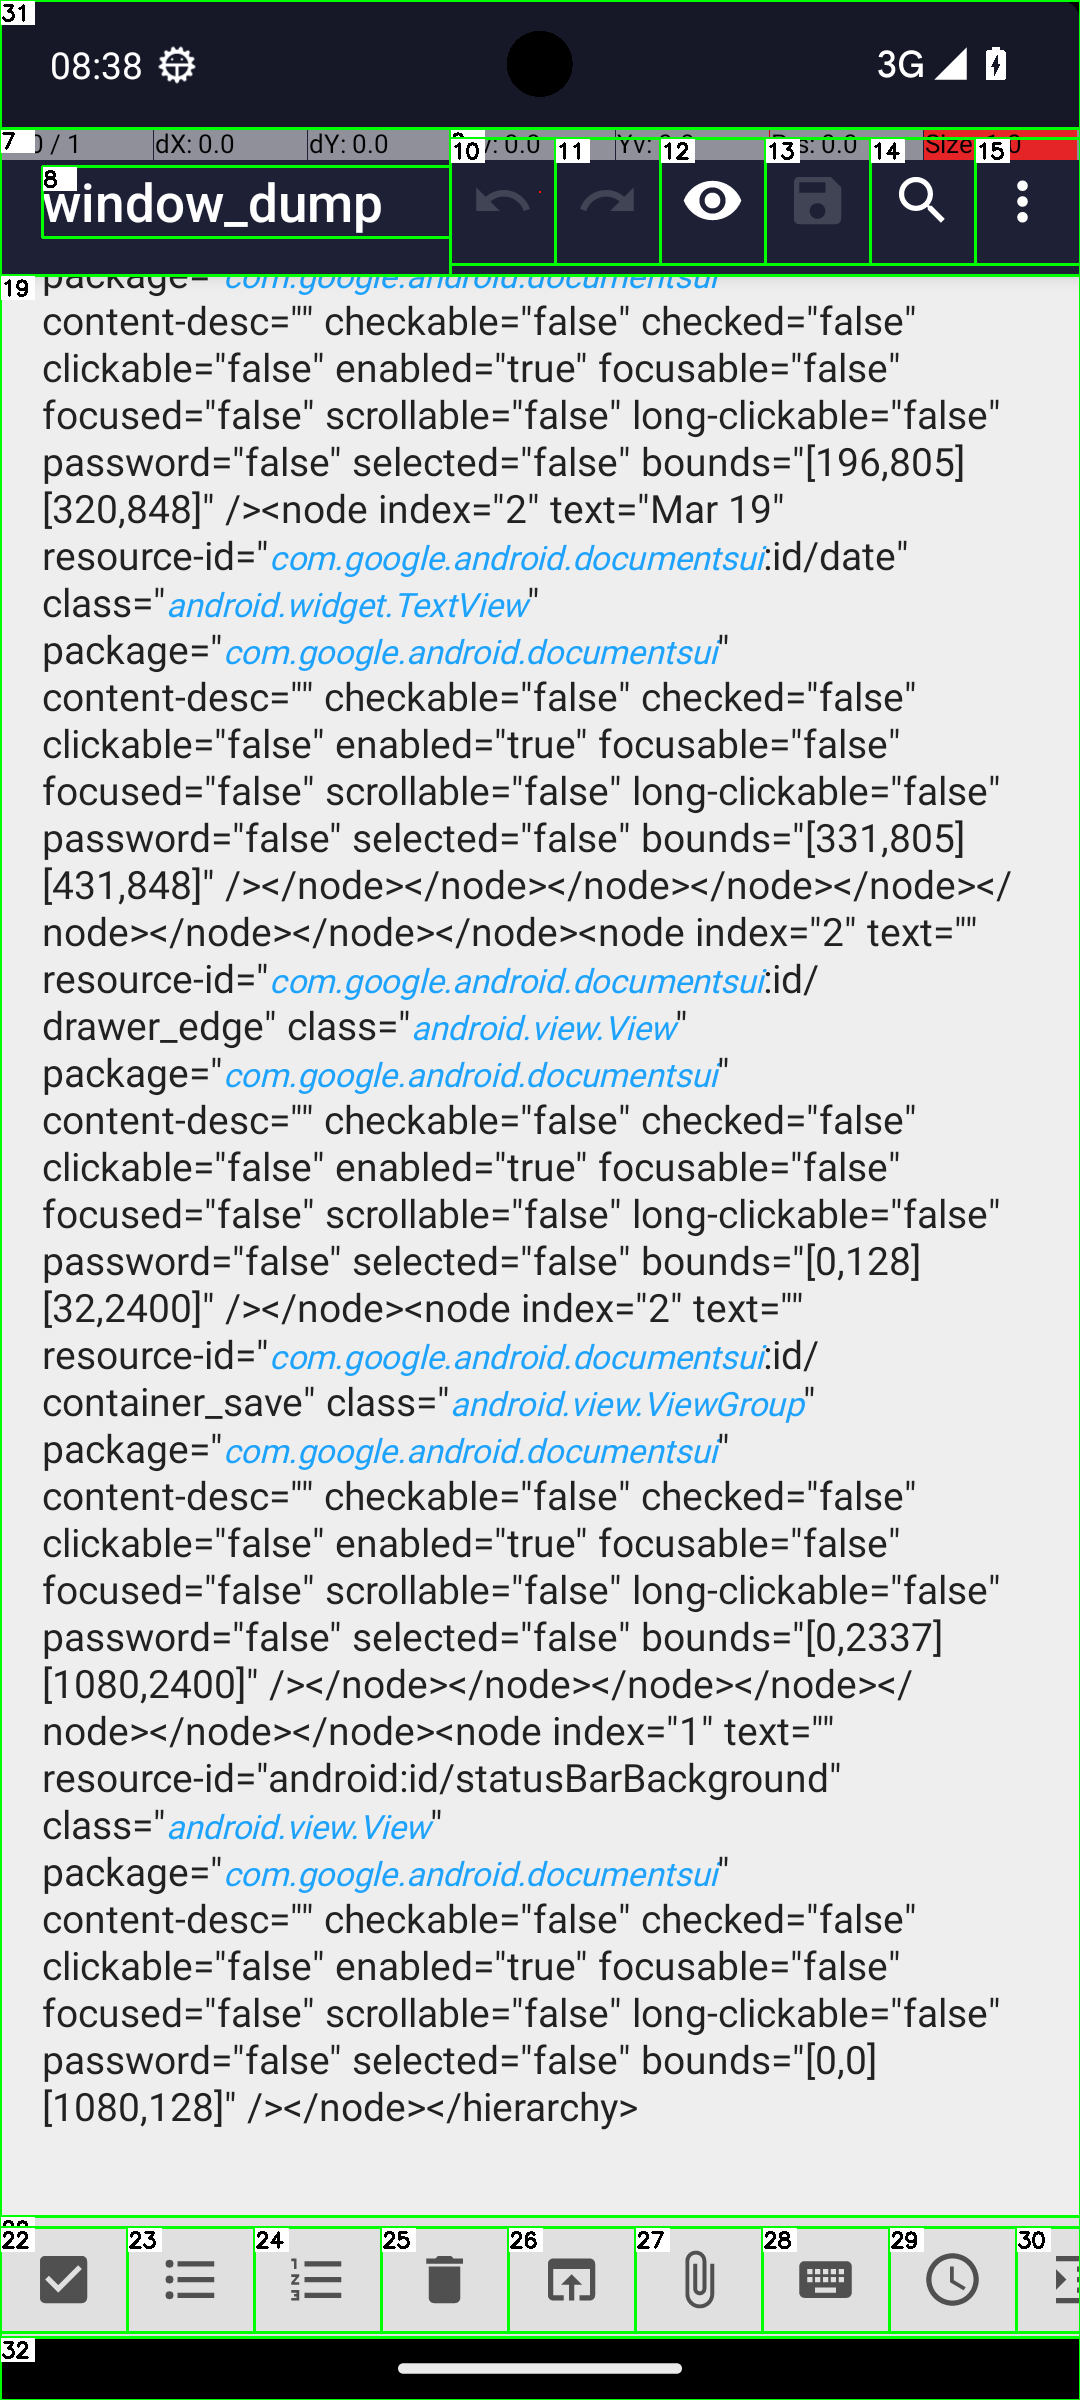 31
08:38
3G
7
0 / 1
dX: 0.0
dY: 0.0
0.0
Yv:
s: 0.0
Size
0
8
window_dump
10
11
12
13
14
15
19
package="com.google.android.documentsui"
content-desc="" checkable="false" checked="false"
clickable="false" enabled="true" focusable="false"
focused="false" scrollable="false" long-clickable="false"
password="false" selected="false" bounds="[196,805]
[320,848]" /><node index="2" text="Mar 19"
resource-id="com.google.android.documentsui:id/date"
class="android.widget.TextView"
package="com.google.android.documentsui"
content-desc="" checkable="false" checked="false"
clickable="false" enabled="true" focusable="false"
focused="false" scrollable="false" long-clickable="false"
password="false" selected="false" bounds="[331,805]
[431,848]" /></node></node></node></node></node></
node></node></node></node><node index="2" text=""
resource-id="com.google.android.documentsui:id/
drawer_edge" class="android.view.View"
package="com.google.android.documentsui"
content-desc="" checkable="false" checked="false"
clickable="false" enabled="true" focusable="false"
focused="false" scrollable="false" long-clickable="false"
password="false" selected="false" bounds="[0,128]
[32,2400]" /></node><node index="2" text=""
resource-id="com.google.android.documentsui:id/
container_save" class="android.view.ViewGroup"
package="com.google.android.documentsui"
content-desc="" checkable="false" checked="false"
clickable="false" enabled="true" focusable="false"
focused="false" scrollable="false" long-clickable="false"
password="false" selected="false" bounds="[0,2337]
[1080,2400]" /></node></node></node></node></
node></node></node><node index="1" text=""
resource-id="android:id/statusBarBackground"
class="android.view.View"
package="com.google.android.documentsui"
content-desc="" checkable="false" checked="false"
clickable="false" enabled="true" focusable="false"
focused="false" scrollable="false" long-clickable="false"
password="false" selected="false" bounds="[0,0]
[1080,128]" /></node></hierarchy>
22
23
24
25
26
27
28
29
30
32